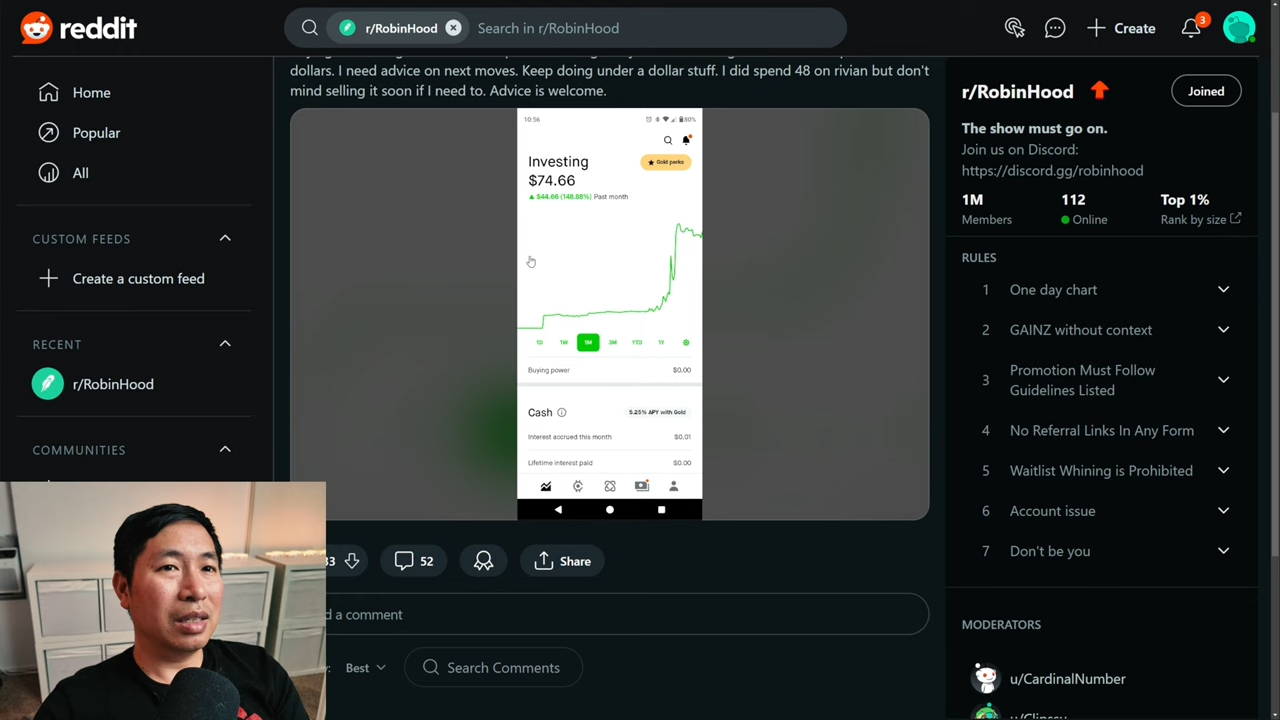 reddit
r/RobinHood
Search in r/RobinHood
Create
3
dollars. I need advice on next moves. Keep doing under a dollar stuff. I did spend 48 on rivian but don't
mind selling it soon if I need to. Advice is welcome.
Home
Popular
All
CUSTOM FEEDS
Create a custom feed
RECENT
r/RobinHood
COMMUNITIES
10:56
80%
Investing
Gold perks
$74.66
$44.66 (148.88%) Past month
1D 1W 1M 3M YTD 1Y
Buying power $0.00
Cash 5.25% APY with Gold
Interest accrued this month $0.01
Lifetime interest paid $0.00
52
Share
d a comment
Best
Search Comments
r/RobinHood
Joined
The show must go on.
Join us on Discord:
https://discord.gg/robinhood
1M 112 Top 1%
Members Online Rank by size
RULES
1 One day chart
2 GAINZ without context
3 Promotion Must Follow
Guidelines Listed
4 No Referral Links In Any Form
5 Waitlist Whining is Prohibited
6 Account issue
7 Don't be you
MODERATORS
u/CardinalNumber